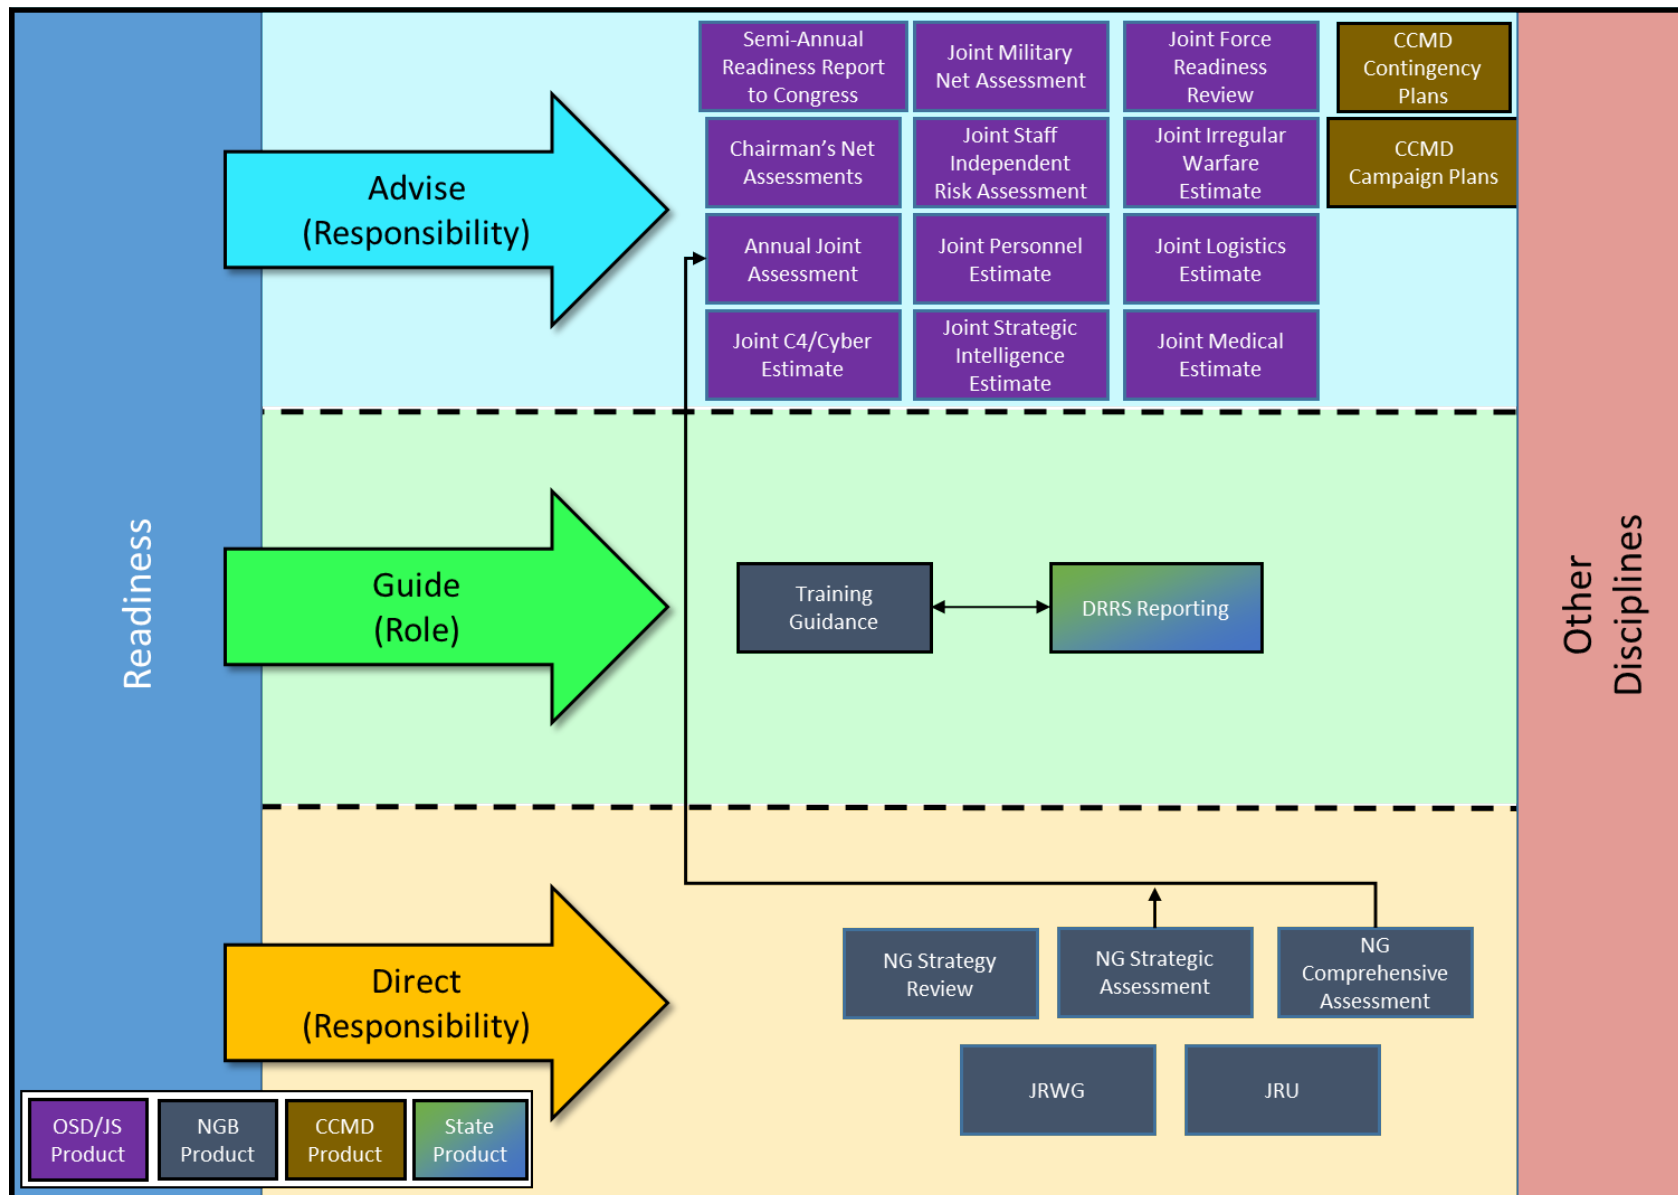 Readiness
Advise
(Responsibility)
Semi-Annual
Readiness Report
to Congress
Joint Military
Net Assessment
Joint Force
Readiness
Review
CCMD
Contingency
Plans
Chairman’s Net
Assessments
Joint Staff
Independent
Risk Assessment
Joint Irregular
Warfare
Estimate
CCMD
Campaign Plans
Annual Joint
Assessment
Joint Personnel
Estimate
Joint Logistics
Estimate
Joint C4/Cyber
Estimate
Joint Strategic
Intelligence
Estimate
Joint Medical
Estimate
Guide
(Role)
Training
Guidance
DRRS Reporting
Direct
(Responsibility)
NG Strategy
Review
NG Strategic
Assessment
NG
Comprehensive
Assessment
JRWG
JRU
Other
Disciplines
OSD/JS
Product
NGB
Product
CCMD
Product
State
Product